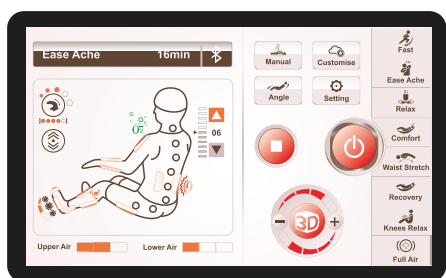 Ease Ache 16min
O₂
06
Upper Air
Lower Air
Manual
Customise
Angle
Setting
3D
Fast
Ease Ache
Relax
Comfort
Waist Stretch
Recovery
Knees Relax
Full Air